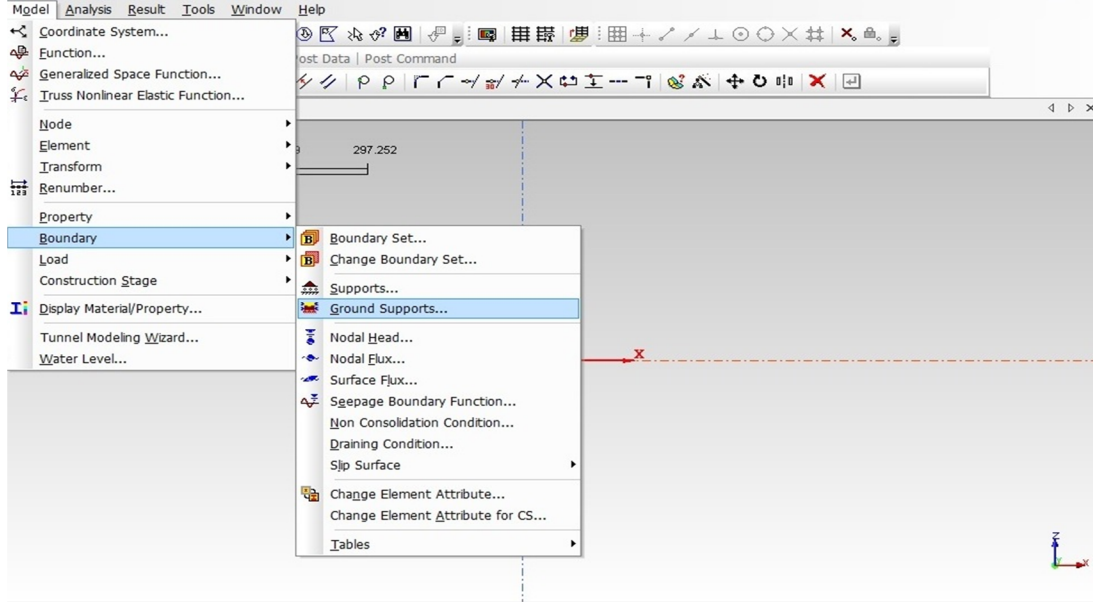 Model Analysis Result Tools Window Help
Coordinate System...
Function...
ost Data | Post Command
Generalized Space Function...
Truss Nonlinear Elastic Function...
Node
Element
297.252
Transform
Renumber...
123
Property
Boundary
Load
Construction Stage
Display Material/Property...
Tunnel Modeling Wizard...
Water Level...
B Boundary Set...
B Change Boundary Set...
Supports...
Ground Supports...
Nodal Head...
Nodal Flux...
Surface Flux...
Seepage Boundary Function...
Non Consolidation Condition...
Draining Condition...
Slip Surface
Change Element Attribute...
Change Element Attribute for CS...
Tables
X
Z
X